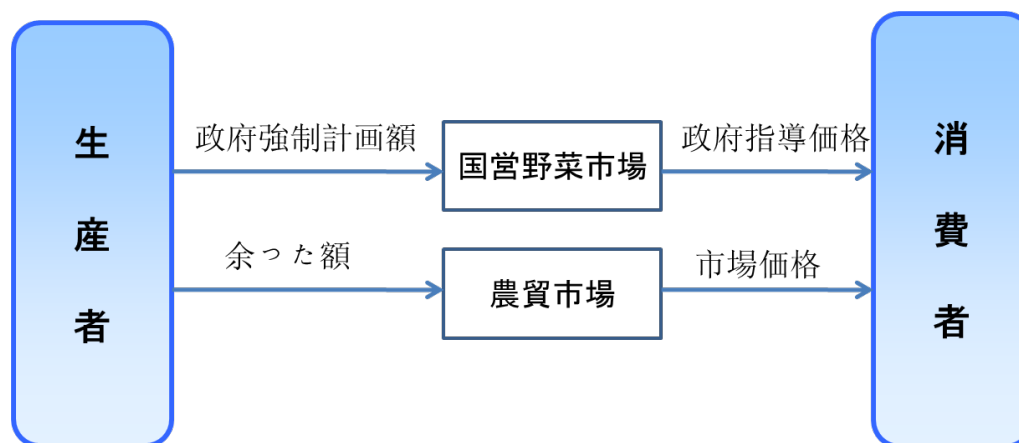 生産者
政府強制計画額
国営野菜市場
政府指導価格
余った額
農貿市場
市場価格
消費者